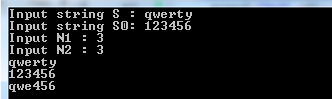 Input string S : qwerty
Input string S0: 123456
Input N1 : 3
Input N2 : 3
qwerty
123456
qwe456